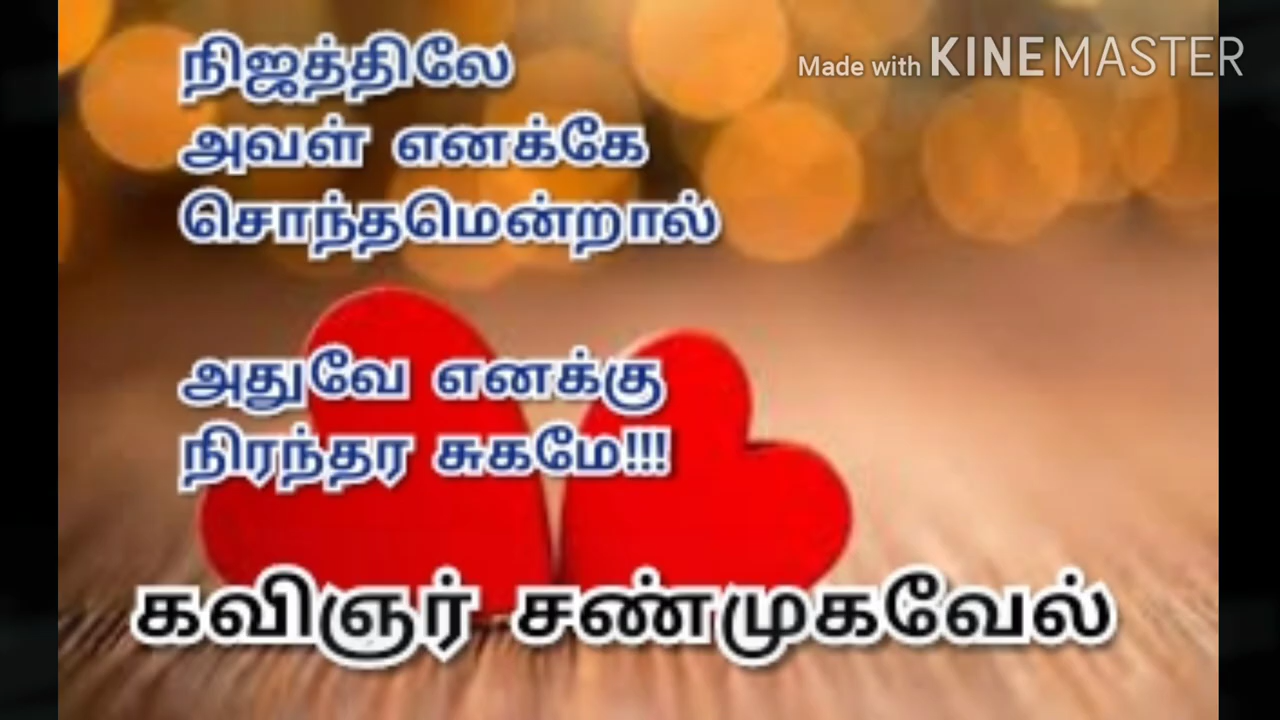 Made with KINEMASTER
நிஜத்திலே
அவள் எனக்கே
சொந்தமென்றால்
அதுவே எனக்கு
நிரந்தர சுகமே!!!
கவிஞர் சண்முகவேல்